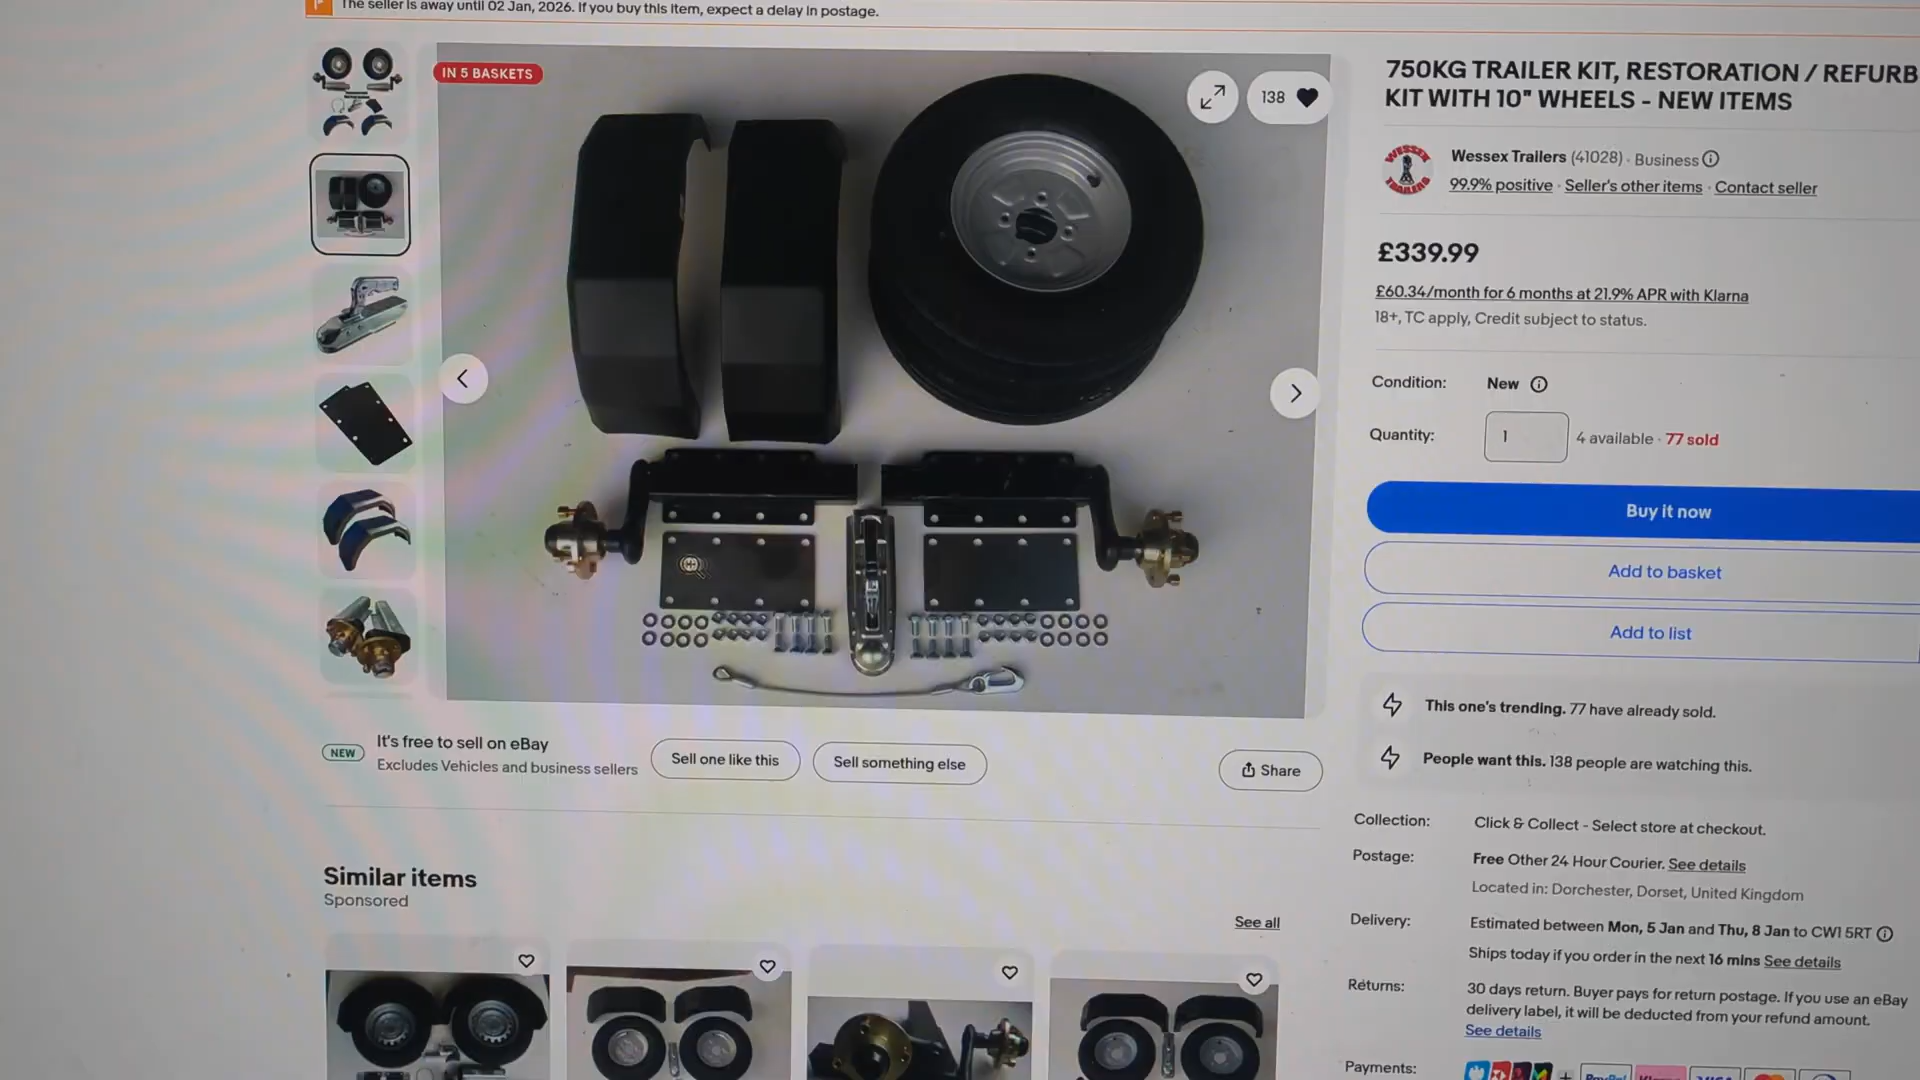 The seller is away until 02 Jan, 2026. If you buy this item, expect a delay in postage.
IN 5 BASKETS
138
750KG TRAILER KIT, RESTORATION / REFURB
KIT WITH 10" WHEELS - NEW ITEMS
WESSEX
TRAILERS
Wessex Trailers (41028) · Business
99.9% positive · Seller's other items · Contact seller
£339.99
£60.34/month for 6 months at 21.9% APR with Klarna
18+, TC apply, Credit subject to status.
Condition: New
Quantity: 1 4 available · 77 sold
Buy it now
Add to basket
Add to list
This one's trending. 77 have already sold.
People want this. 138 people are watching this.
NEW
It's free to sell on eBay
Excludes Vehicles and business sellers
Sell one like this
Sell something else
Share
Collection: Click & Collect - Select store at checkout.
Postage: Free Other 24 Hour Courier. See details
Located in: Dorchester, Dorset, United Kingdom
Delivery: Estimated between Mon, 5 Jan and Thu, 8 Jan to CW1 5RT
Ships today if you order in the next 16 mins See details
Returns: 30 days return. Buyer pays for return postage. If you use an eBay
delivery label, it will be deducted from your refund amount.
See details
Payments: PayPal Klarna VISA
Similar items
Sponsored
See all